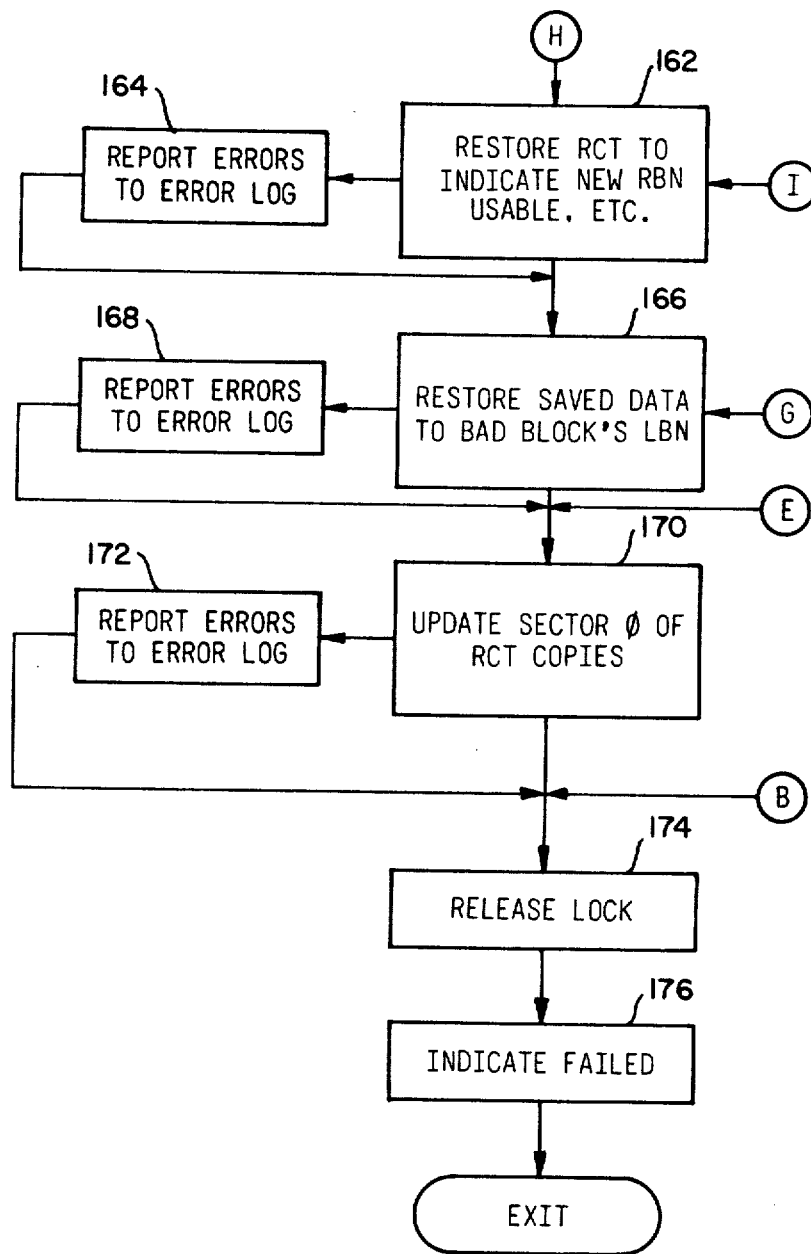 H
162
164
RESTORE RCT TO
INDICATE NEW RBN
USABLE, ETC.
REPORT ERRORS
TO ERROR LOG
I
166
168
RESTORE SAVED DATA
TO BAD BLOCK'S LBN
REPORT ERRORS
TO ERROR LOG
G
E
170
172
UPDATE SECTOR Ø OF
RCT COPIES
REPORT ERRORS
TO ERROR LOG
B
174
RELEASE LOCK
176
INDICATE FAILED
EXIT